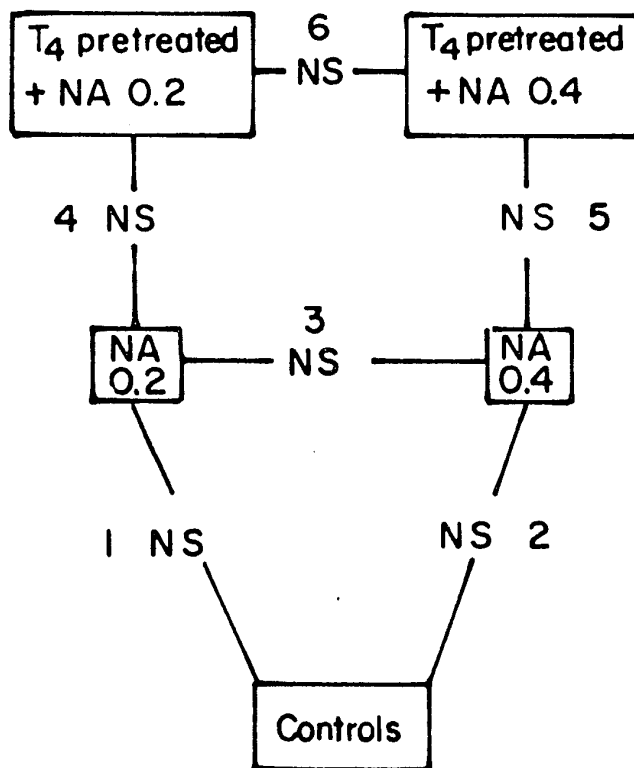 T4 pretreated
+ NA 0.2
6
NS
T4 pretreated
+ NA 0.4
4 NS
NS 5
NA
0.2
3
NS
NA
0.4
1 NS
NS 2
Controls